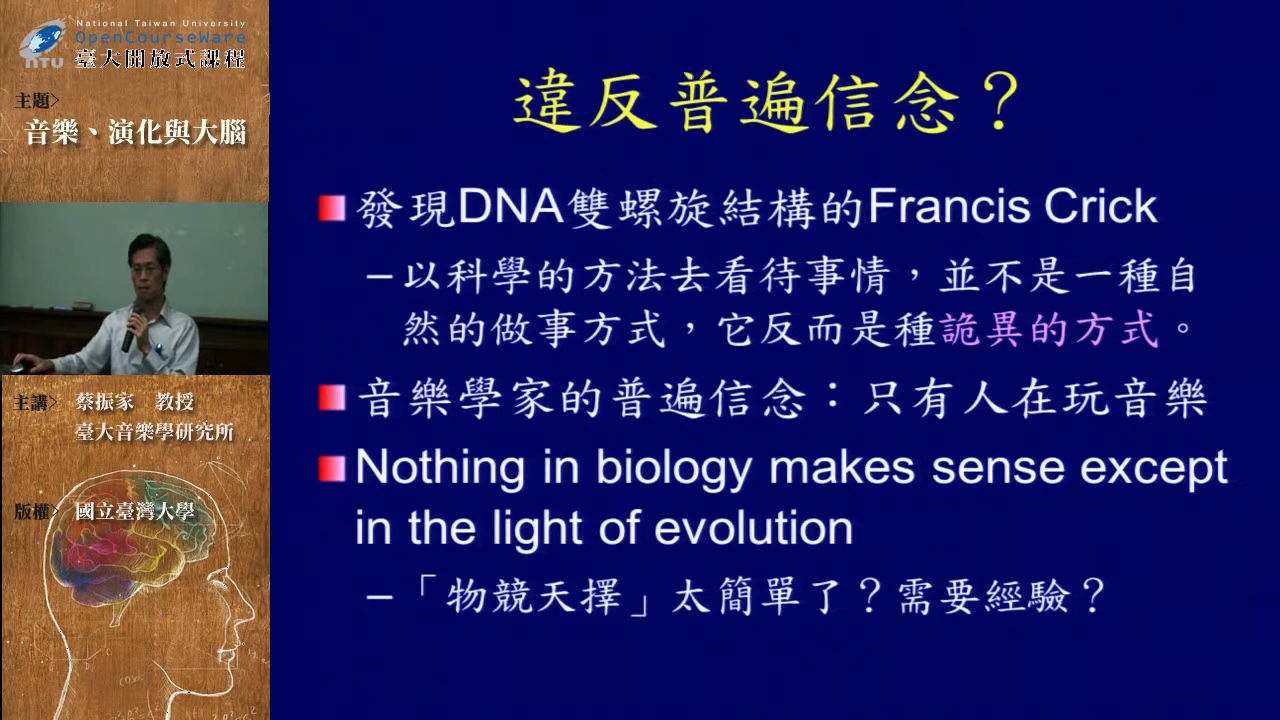 National Taiwan University
OpenCourseWare
NTU 臺大開放式課程
主題>
音樂、演化與大腦
主講> 蔡振家 教授
臺大音樂學研究所
版權> 國立臺灣大學
違反普遍信念？
發現DNA雙螺旋結構的Francis Crick
–以科學的方法去看待事情，並不是一種自
然的做事方式，它反而是種詭異的方式。
音樂學家的普遍信念：只有人在玩音樂
Nothing in biology makes sense except
in the light of evolution
–「物競天擇」太簡單了？需要經驗？